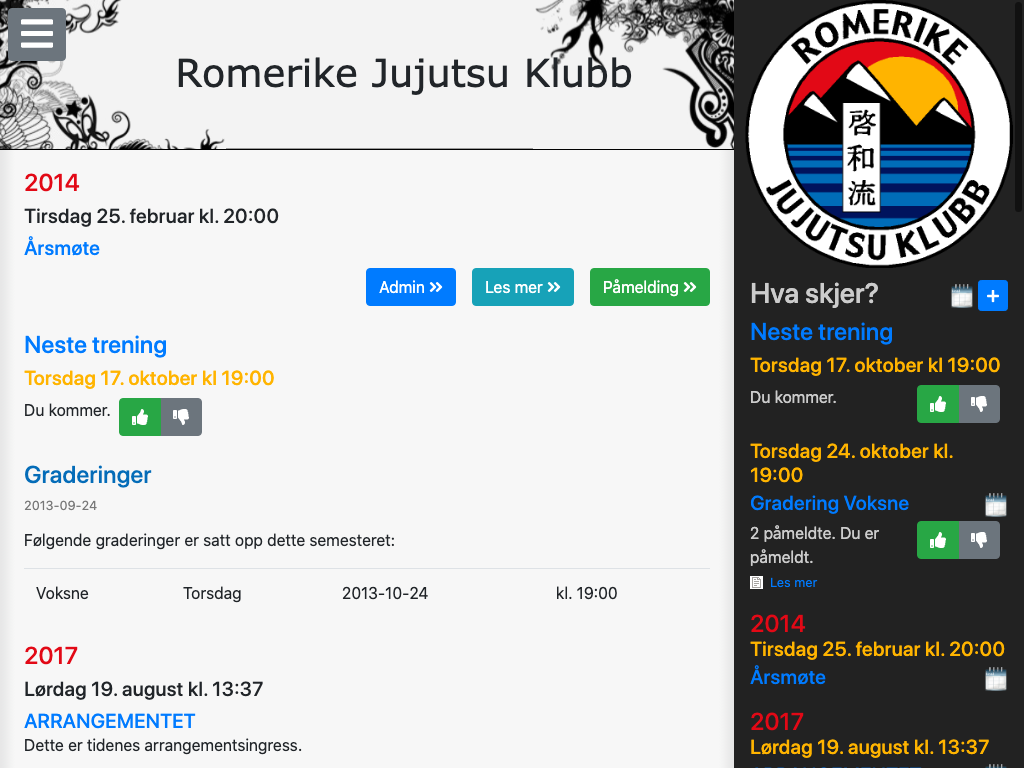 Romerike Jujutsu Klubb
2014
Tirsdag 25. februar kl. 20:00
Årsmøte
Admin »
Les mer »
Påmelding »
Neste trening
Torsdag 17. oktober kl 19:00
Du kommer.
Graderinger
2013-09-24
Følgende graderinger er satt opp dette semesteret:
Voksne Torsdag 2013-10-24 kl. 19:00
2017
Lørdag 19. august kl. 13:37
ARRANGEMENTET
Dette er tidenes arrangementsingress.
ROMERIKE
啓和流
JUJUTSU KLUBB
Hva skjer?
+
Neste trening
Torsdag 17. oktober kl 19:00
Du kommer.
Torsdag 24. oktober kl.
19:00
Gradering Voksne
2 påmeldte. Du er
påmeldt.
Les mer
2014
Tirsdag 25. februar kl. 20:00
Årsmøte
2017
Lørdag 19. august kl. 13:37